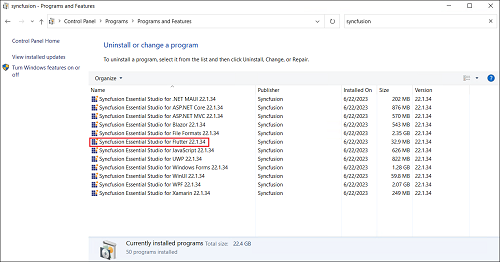 syncfusion - Programs and Features
Control Panel > Programs > Programs and Features
syncfusion
Control Panel Home
View installed updates
Turn Windows features on or off
Uninstall or change a program
To uninstall a program, select it from the list and then click Uninstall, Change, or Repair.
Organize
Name Publisher Installed On Size Version
Syncfusion Essential Studio for .NET MAUI 22.1.34 Syncfusion 6/22/2023 202 MB 22.1.34
Syncfusion Essential Studio for ASP.NET Core 22.1.34 Syncfusion 6/22/2023 876 MB 22.1.34
Syncfusion Essential Studio for ASP.NET MVC 22.1.34 Syncfusion 6/22/2023 570 MB 22.1.34
Syncfusion Essential Studio for Blazor 22.1.34 Syncfusion 6/22/2023 543 MB 22.1.34
Syncfusion Essential Studio for File Formats 22.1.34 Syncfusion 6/22/2023 2.35 GB 22.1.34
Syncfusion Essential Studio for Flutter 22.1.34 Syncfusion 6/22/2023 32.9 MB 22.1.34
Syncfusion Essential Studio for JavaScript 22.1.34 Syncfusion 6/22/2023 626 MB 22.1.34
Syncfusion Essential Studio for UWP 22.1.34 Syncfusion 6/22/2023 822 MB 22.1.34
Syncfusion Essential Studio for Windows Forms 22.1.34 Syncfusion 6/22/2023 1.28 GB 22.1.34
Syncfusion Essential Studio for WinUI 22.1.34 Syncfusion 6/22/2023 59.8 MB 22.1.34
Syncfusion Essential Studio for WPF 22.1.34 Syncfusion 6/22/2023 2.07 GB 22.1.34
Syncfusion Essential Studio for Xamarin 22.1.34 Syncfusion 6/22/2023 249 MB 22.1.34
Currently installed programs Total size: 22.4 GB
50 programs installed